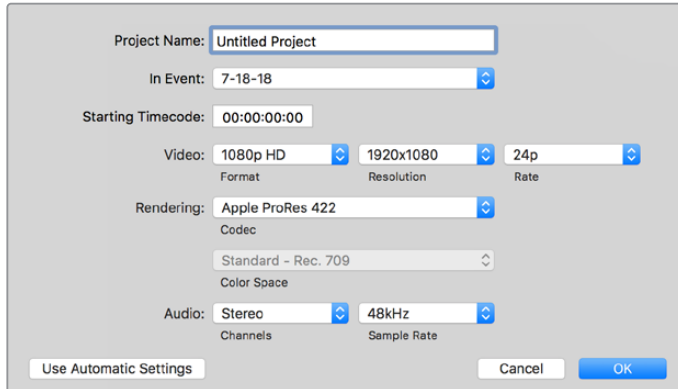 Project Name: Untitled Project
In Event: 7-18-18
Starting Timecode: 00:00:00:00
Video: 1080p HD 1920x1080 24p
Format Resolution Rate
Rendering: Apple ProRes 422
Codec
Standard - Rec. 709
Color Space
Audio: Stereo 48kHz
Channels Sample Rate
Use Automatic Settings Cancel OK